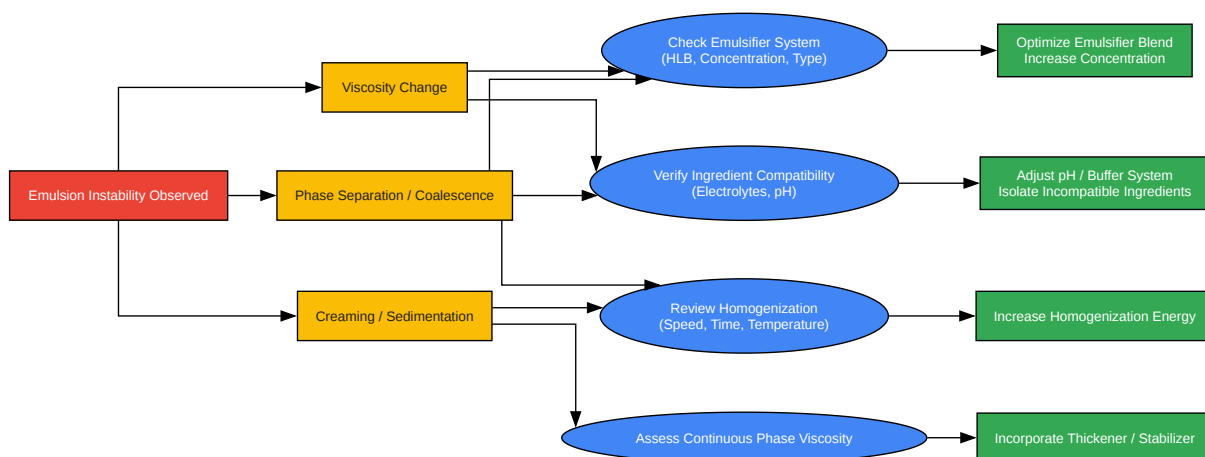 Emulsion Instability Observed
Viscosity Change
Phase Separation / Coalescence
Creaming / Sedimentation
Check Emulsifier System
(HLB, Concentration, Type)
Verify Ingredient Compatibility
(Electrolytes, pH)
Review Homogenization
(Speed, Time, Temperature)
Assess Continuous Phase Viscosity
Optimize Emulsifier Blend
Increase Concentration
Adjust pH / Buffer System
Isolate Incompatible Ingredients
Increase Homogenization Energy
Incorporate Thickener / Stabilizer